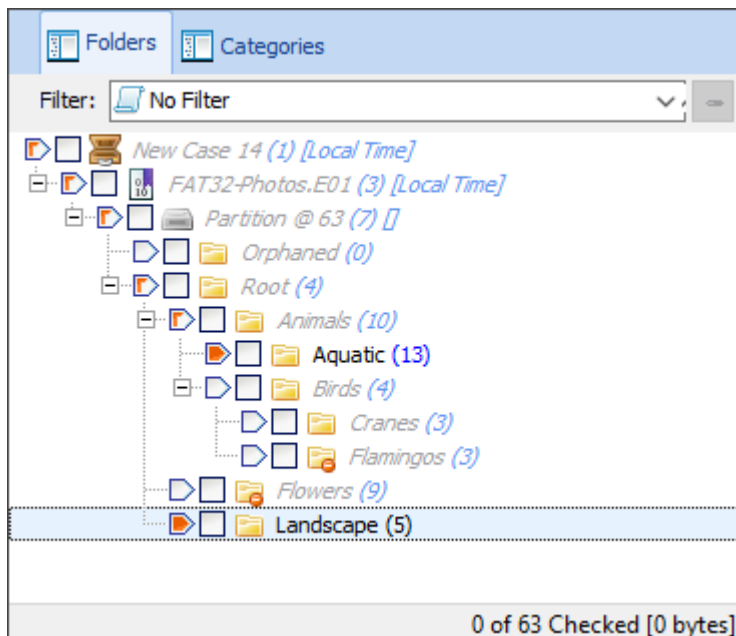 Folders Categories
Filter: No Filter
New Case 14 (1) [Local Time]
FAT32-Photos.E01 (3) [Local Time]
Partition @ 63 (7) []
Orphaned (0)
Root (4)
Animals (10)
Aquatic (13)
Birds (4)
Cranes (3)
Flamingos (3)
Flowers (9)
Landscape (5)
0 of 63 Checked [0 bytes]